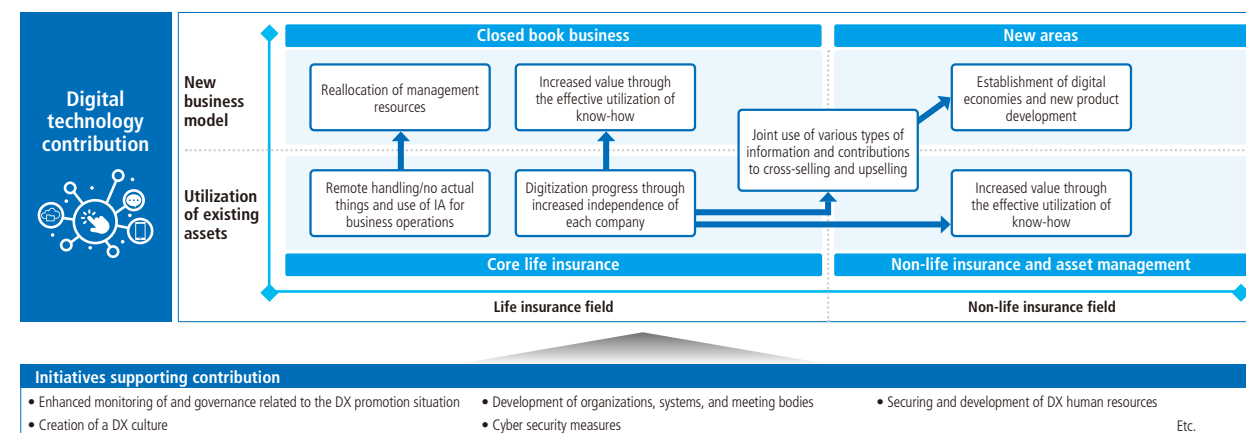 Digital
technology
contribution
New
business
model
Utilization
of existing
assets
Closed book business
New areas
Reallocation of management
resources
Increased value through
the effective utilization of
know-how
Joint use of various types of
information and contributions
to cross-selling and upselling
Establishment of digital
economies and new product
development
Remote handling/no actual
things and use of IA for
business operations
Digitization progress through
increased independence of
each company
Increased value through
the effective utilization of
know-how
Core life insurance
Non-life insurance and asset management
Life insurance field
Non-life insurance field
Initiatives supporting contribution
• Enhanced monitoring of and governance related to the DX promotion situation
• Development of organizations, systems, and meeting bodies
• Securing and development of DX human resources
• Creation of a DX culture
• Cyber security measures
Etc.